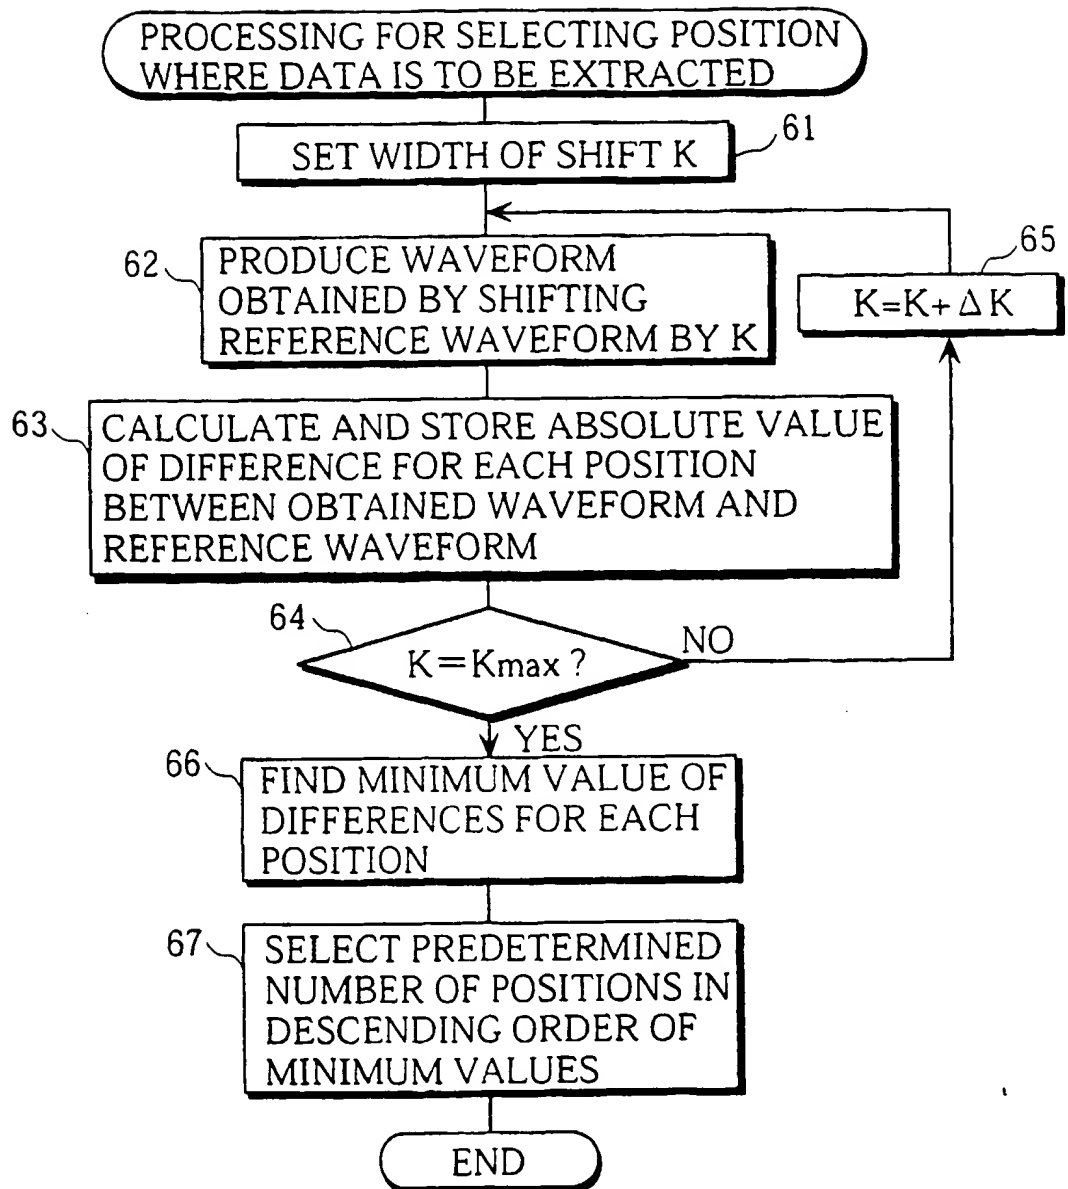 PROCESSING FOR SELECTING POSITION
WHERE DATA IS TO BE EXTRACTED
61
SET WIDTH OF SHIFT K
62
PRODUCE WAVEFORM
OBTAINED BY SHIFTING
REFERENCE WAVEFORM BY K
65
K=K+ΔK
63
CALCULATE AND STORE ABSOLUTE VALUE
OF DIFFERENCE FOR EACH POSITION
BETWEEN OBTAINED WAVEFORM AND
REFERENCE WAVEFORM
64
K=Kmax?
NO
YES
66
FIND MINIMUM VALUE OF
DIFFERENCES FOR EACH
POSITION
67
SELECT PREDETERMINED
NUMBER OF POSITIONS IN
DESCENDING ORDER OF
MINIMUM VALUES
END